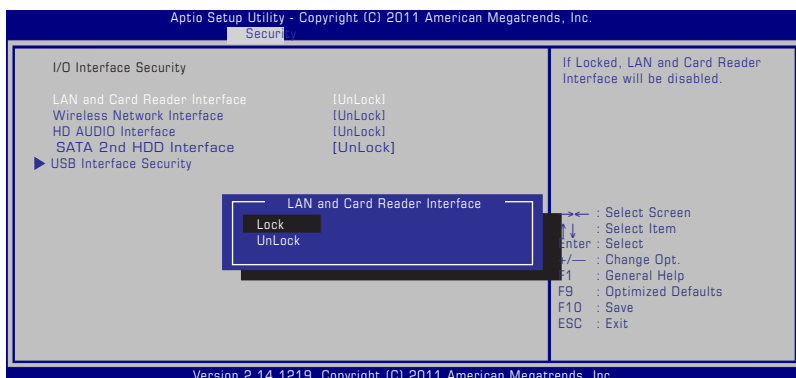 Aptio Setup Utility - Copyright (C) 2011 American Megatrends, Inc.
Security
I/O Interface Security
LAN and Card Reader Interface [UnLock]
Wireless Network Interface [UnLock]
HD AUDIO Interface [UnLock]
SATA 2nd HDD Interface [UnLock]
▶ USB Interface Security
If Locked, LAN and Card Reader
Interface will be disabled.
LAN and Card Reader Interface
Lock
UnLock
→← : Select Screen
↑↓ : Select Item
Enter : Select
+/— : Change Opt.
F1 : General Help
F9 : Optimized Defaults
F10 : Save
ESC : Exit
Version 2.14.1219. Copyright (C) 2011 American Megatrends, Inc.